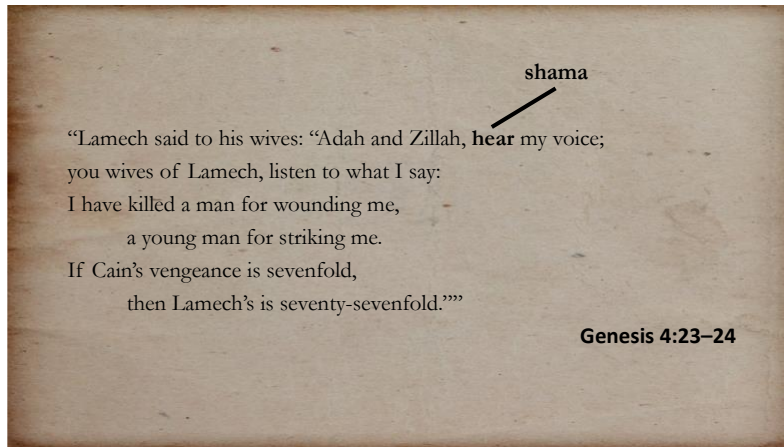 shama
“Lamech said to his wives: “Adah and Zillah, hear my voice;
you wives of Lamech, listen to what I say:
I have killed a man for wounding me,
a young man for striking me.
If Cain’s vengeance is sevenfold,
then Lamech’s is seventy-sevenfold.””
Genesis 4:23–24